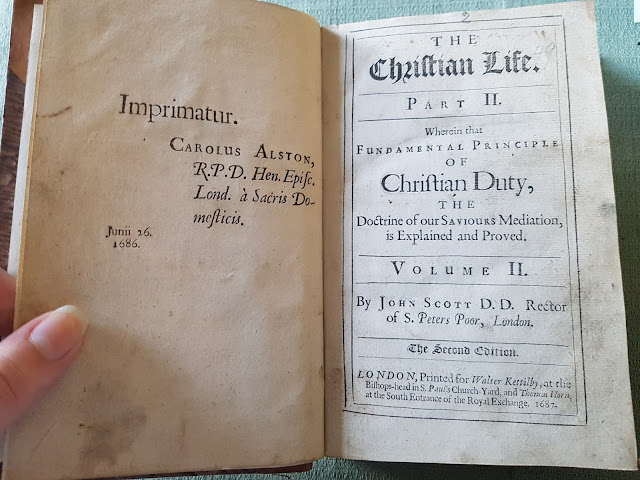 Imprimatur.
CAROLUS ALSTON,
R.P.D. Hen. Episc.
Lond. à Sacris Do-
mesticis.
Junii 26.
1686.
2
THE
Christian Life.
PART II.
Wherein that
FUNDAMENTAL PRINCIPLE
OF
Christian Duty,
THE
Doctrine of our SAVIOURS Mediation,
is Explained and Proved.
VOLUME II.
By JOHN SCOTT D.D. Rector
of S. Peters Poor, London.
The Second Edition.
LONDON, Printed for Walter Kettilby, at the
Bishops-head in S. Paul's Church-Yard, and Thomas Horn,
at the South Entrance of the Royal Exchange. 1687.